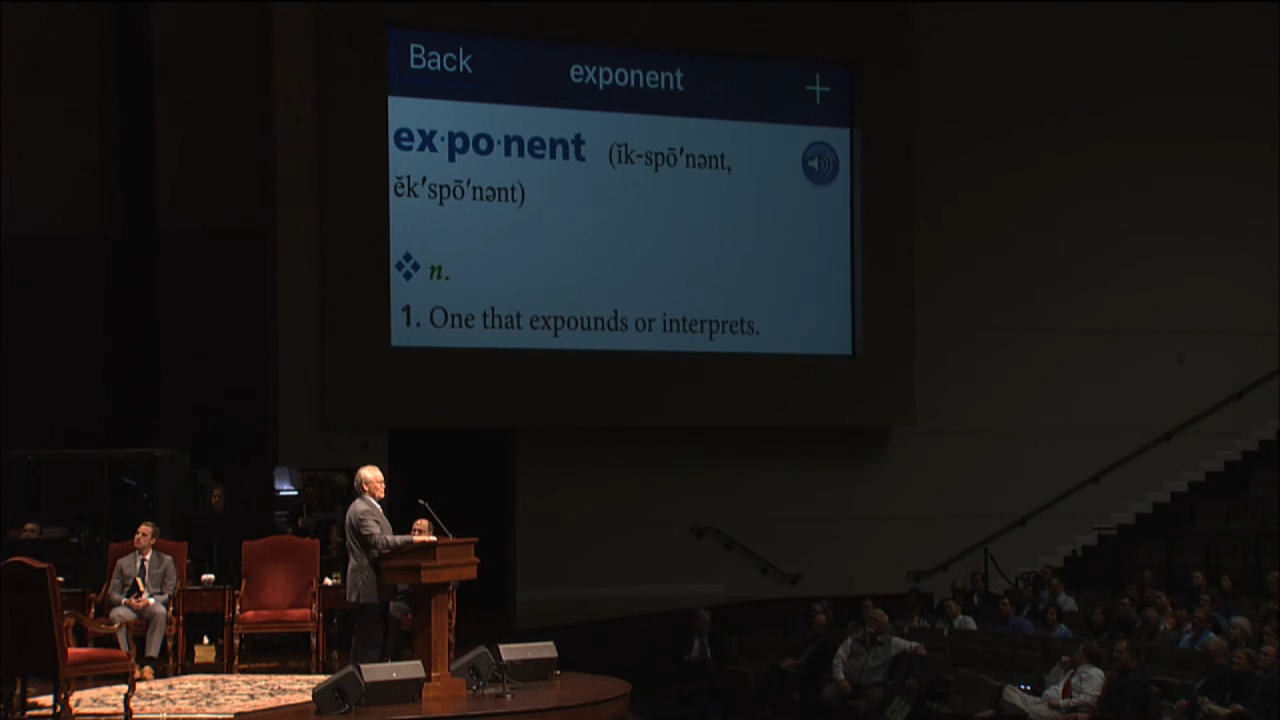 Back exponent +
ex·po·nent (ĭk-spō′nənt,
ĕk′spō′nənt)
❖ n.
1. One that expounds or interprets.